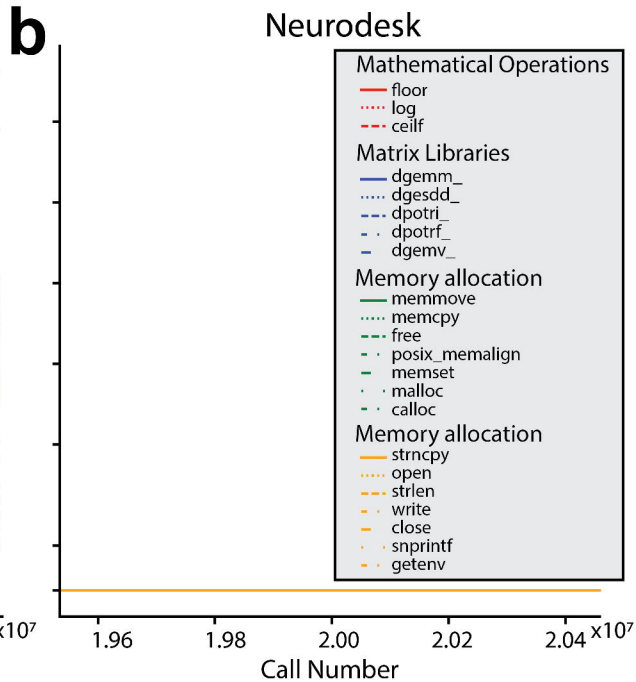 b
Neurodesk
Mathematical Operations
floor
log
ceilf
Matrix Libraries
dgemm_
dgesdd_
dpotri_
dpotrf_
dgemv_
Memory allocation
memmove
memcpy
free
posix_memalign
memset
malloc
calloc
Memory allocation
strncpy
open
strlen
write
close
snprintf
getenv
x10⁷
1.96 1.98 2.00 2.02 2.04 x10⁷
Call Number